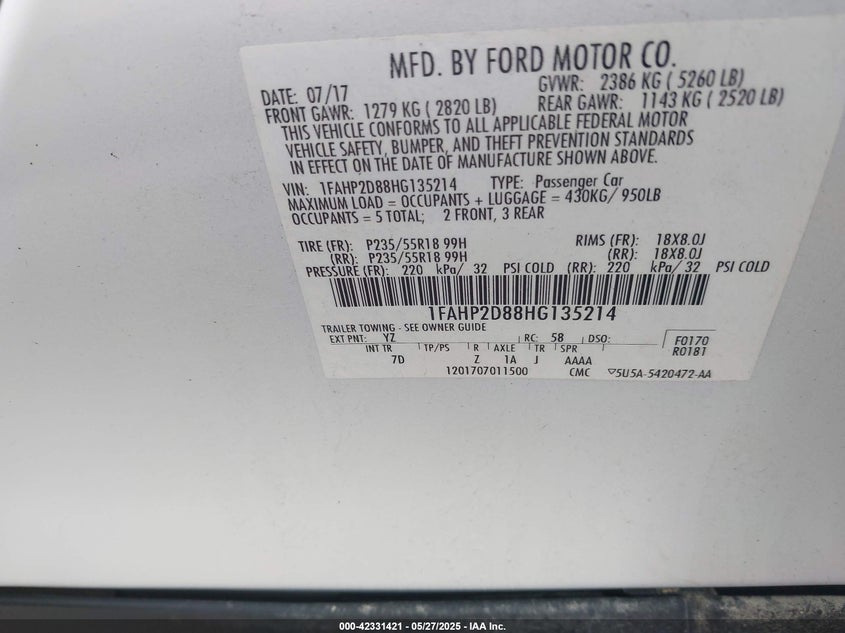 MFD. BY FORD MOTOR CO.
DATE: 07/17 GVWR: 2386 KG ( 5260 LB)
FRONT GAWR: 1279 KG ( 2820 LB) REAR GAWR: 1143 KG ( 2520 LB)
THIS VEHICLE CONFORMS TO ALL APPLICABLE FEDERAL MOTOR
VEHICLE SAFETY, BUMPER, AND THEFT PREVENTION STANDARDS
IN EFFECT ON THE DATE OF MANUFACTURE SHOWN ABOVE.
VIN: 1FAHP2D88HG135214 TYPE: Passenger Car
MAXIMUM LOAD = OCCUPANTS + LUGGAGE = 430KG/ 950LB
OCCUPANTS = 5 TOTAL; 2 FRONT, 3 REAR
TIRE (FR): P235/55R18 99H RIMS (FR): 18X8.0J
(RR): P235/55R18 99H (RR): 18X8.0J
PRESSURE (FR): 220 kPa/ 32 PSI COLD (RR): 220 kPa/ 32 PSI COLD
1FAHP2D88HG135214
TRAILER TOWING - SEE OWNER GUIDE
EXT PNT: YZ RC: 58 DSO: F0170
R0181
INT TR TP/PS R AXLE TR SPR
7D Z 1A J AAAA
1201707011500 CMC ▽5U5A-5420472-AA
000-42331421 - 05/27/2025 - IAA Inc.